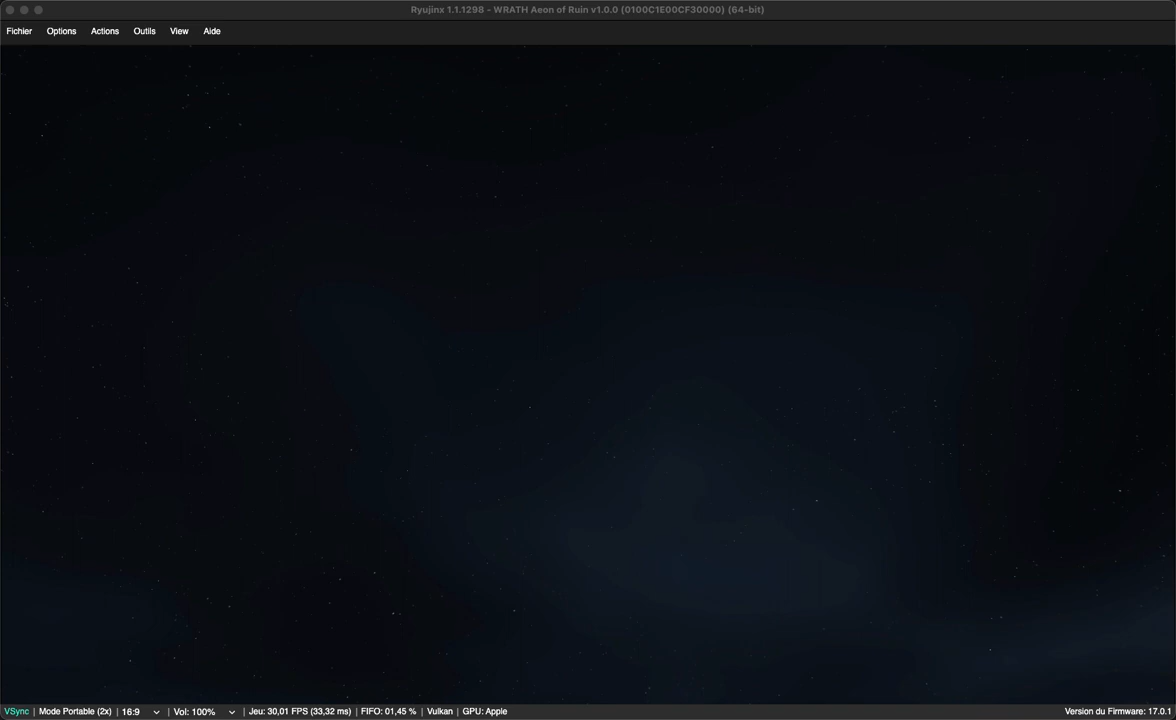 Ryujinx 1.1.1298 - WRATH Aeon of Ruin v1.0.0 (0100C1E00CF30000) (64-bit)
Fichier Options Actions Outils View Aide
VSync | Mode Portable (2x) | 16:9 | Vol: 100% | Jeu: 30,01 FPS (33,32 ms) | FIFO: 01,45 % | Vulkan | GPU: Apple Version du Firmware: 17.0.1